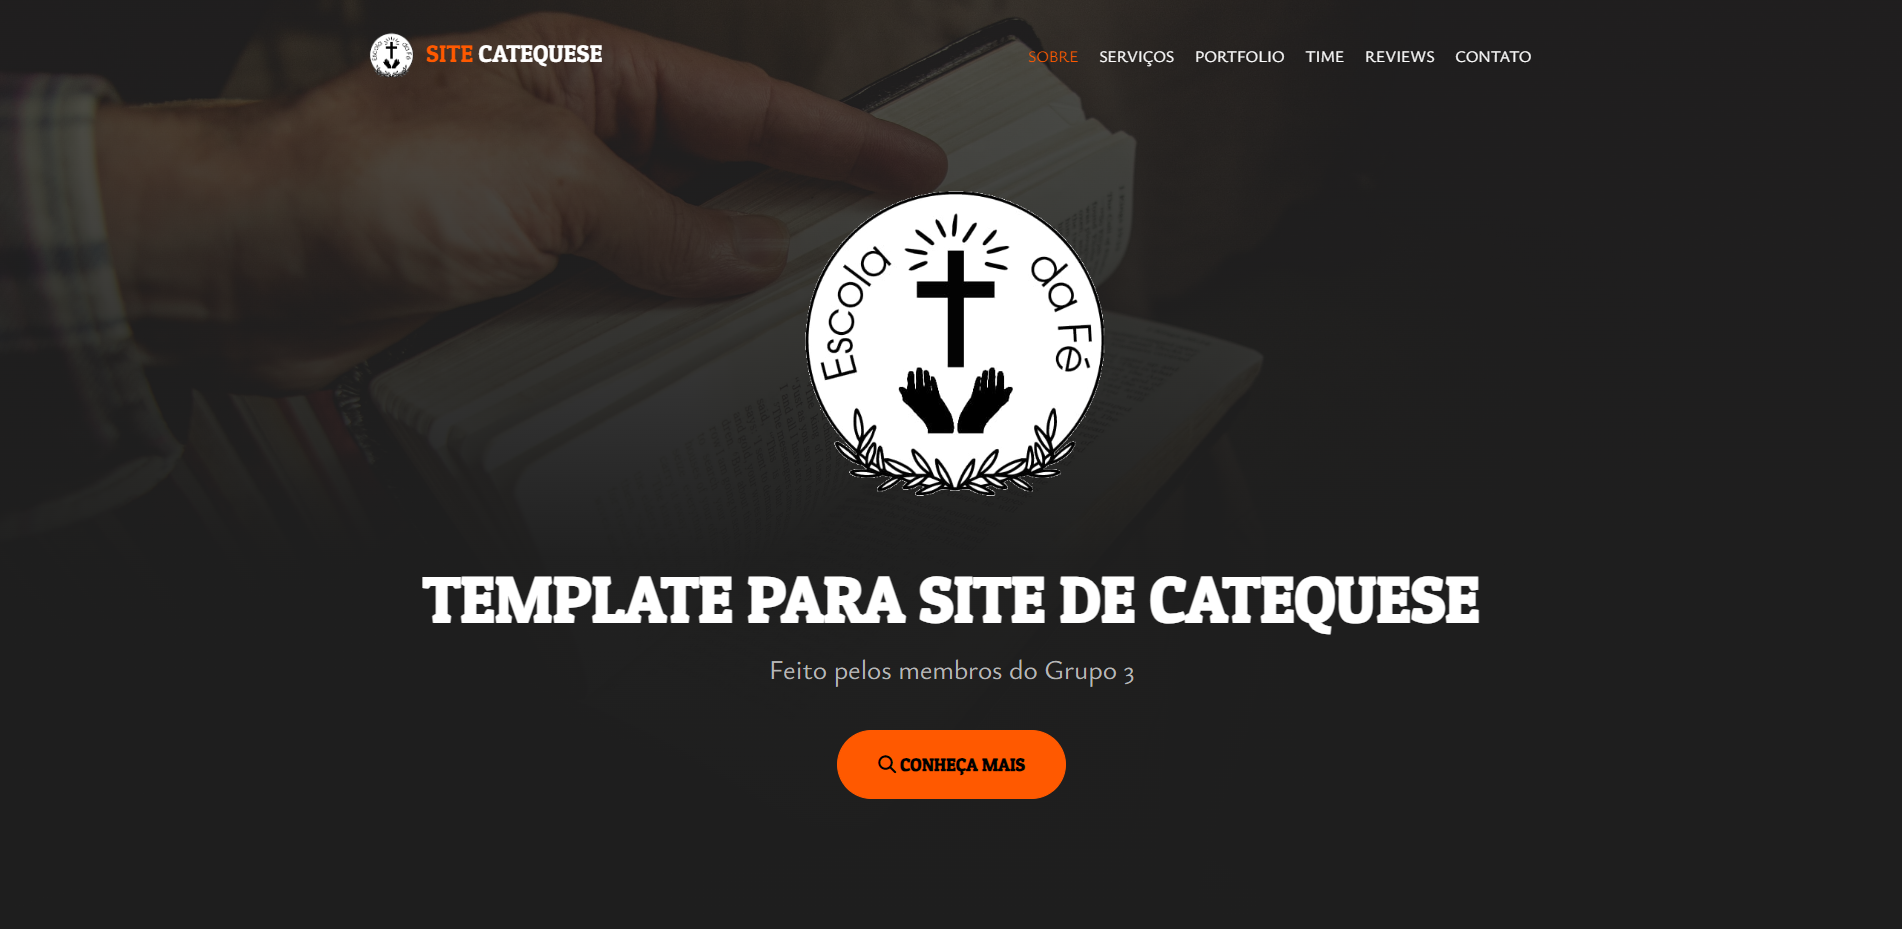 SITE CATEQUESE
SOBRE SERVIÇOS PORTFOLIO TIME REVIEWS CONTATO
Escola da Fé
TEMPLATE PARA SITE DE CATEQUESE
Feito pelos membros do Grupo 3
CONHEÇA MAIS